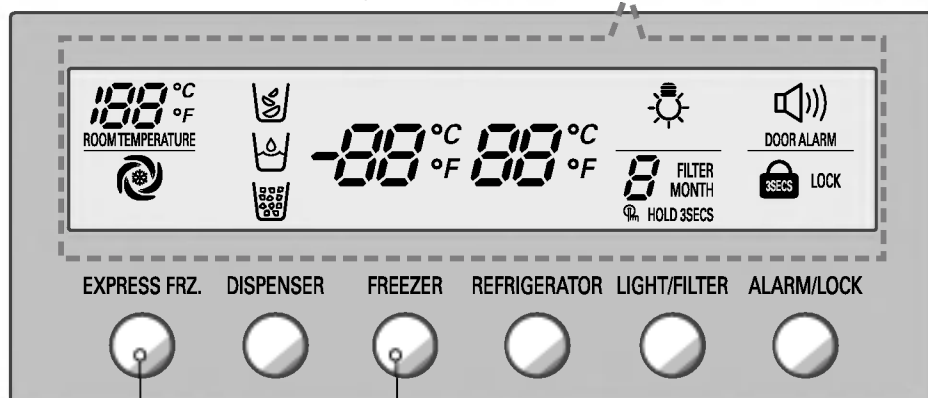 188 °C
°F
ROOM TEMPERATURE
-88 °C
°F
88 °C
°F
8 FILTER
MONTH
HOLD 3SECS
DOOR ALARM
3SECS LOCK
EXPRESS FRZ. DISPENSER FREEZER REFRIGERATOR LIGHT/FILTER ALARM/LOCK